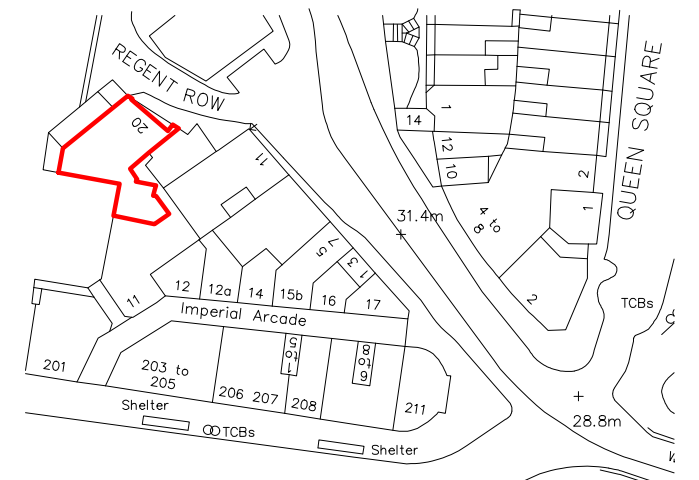 REGENT ROW
QUEEN SQUARE
20
11
1
14
12
10
2
1
4 to
8
31.4m
2
TCBs
7
5
3
1
12
12a
14
15b
16
17
11
Imperial Arcade
201
203 to
205
206
207
1 to 5
208
6 to 8
211
Shelter
TCBs
Shelter
28.8m